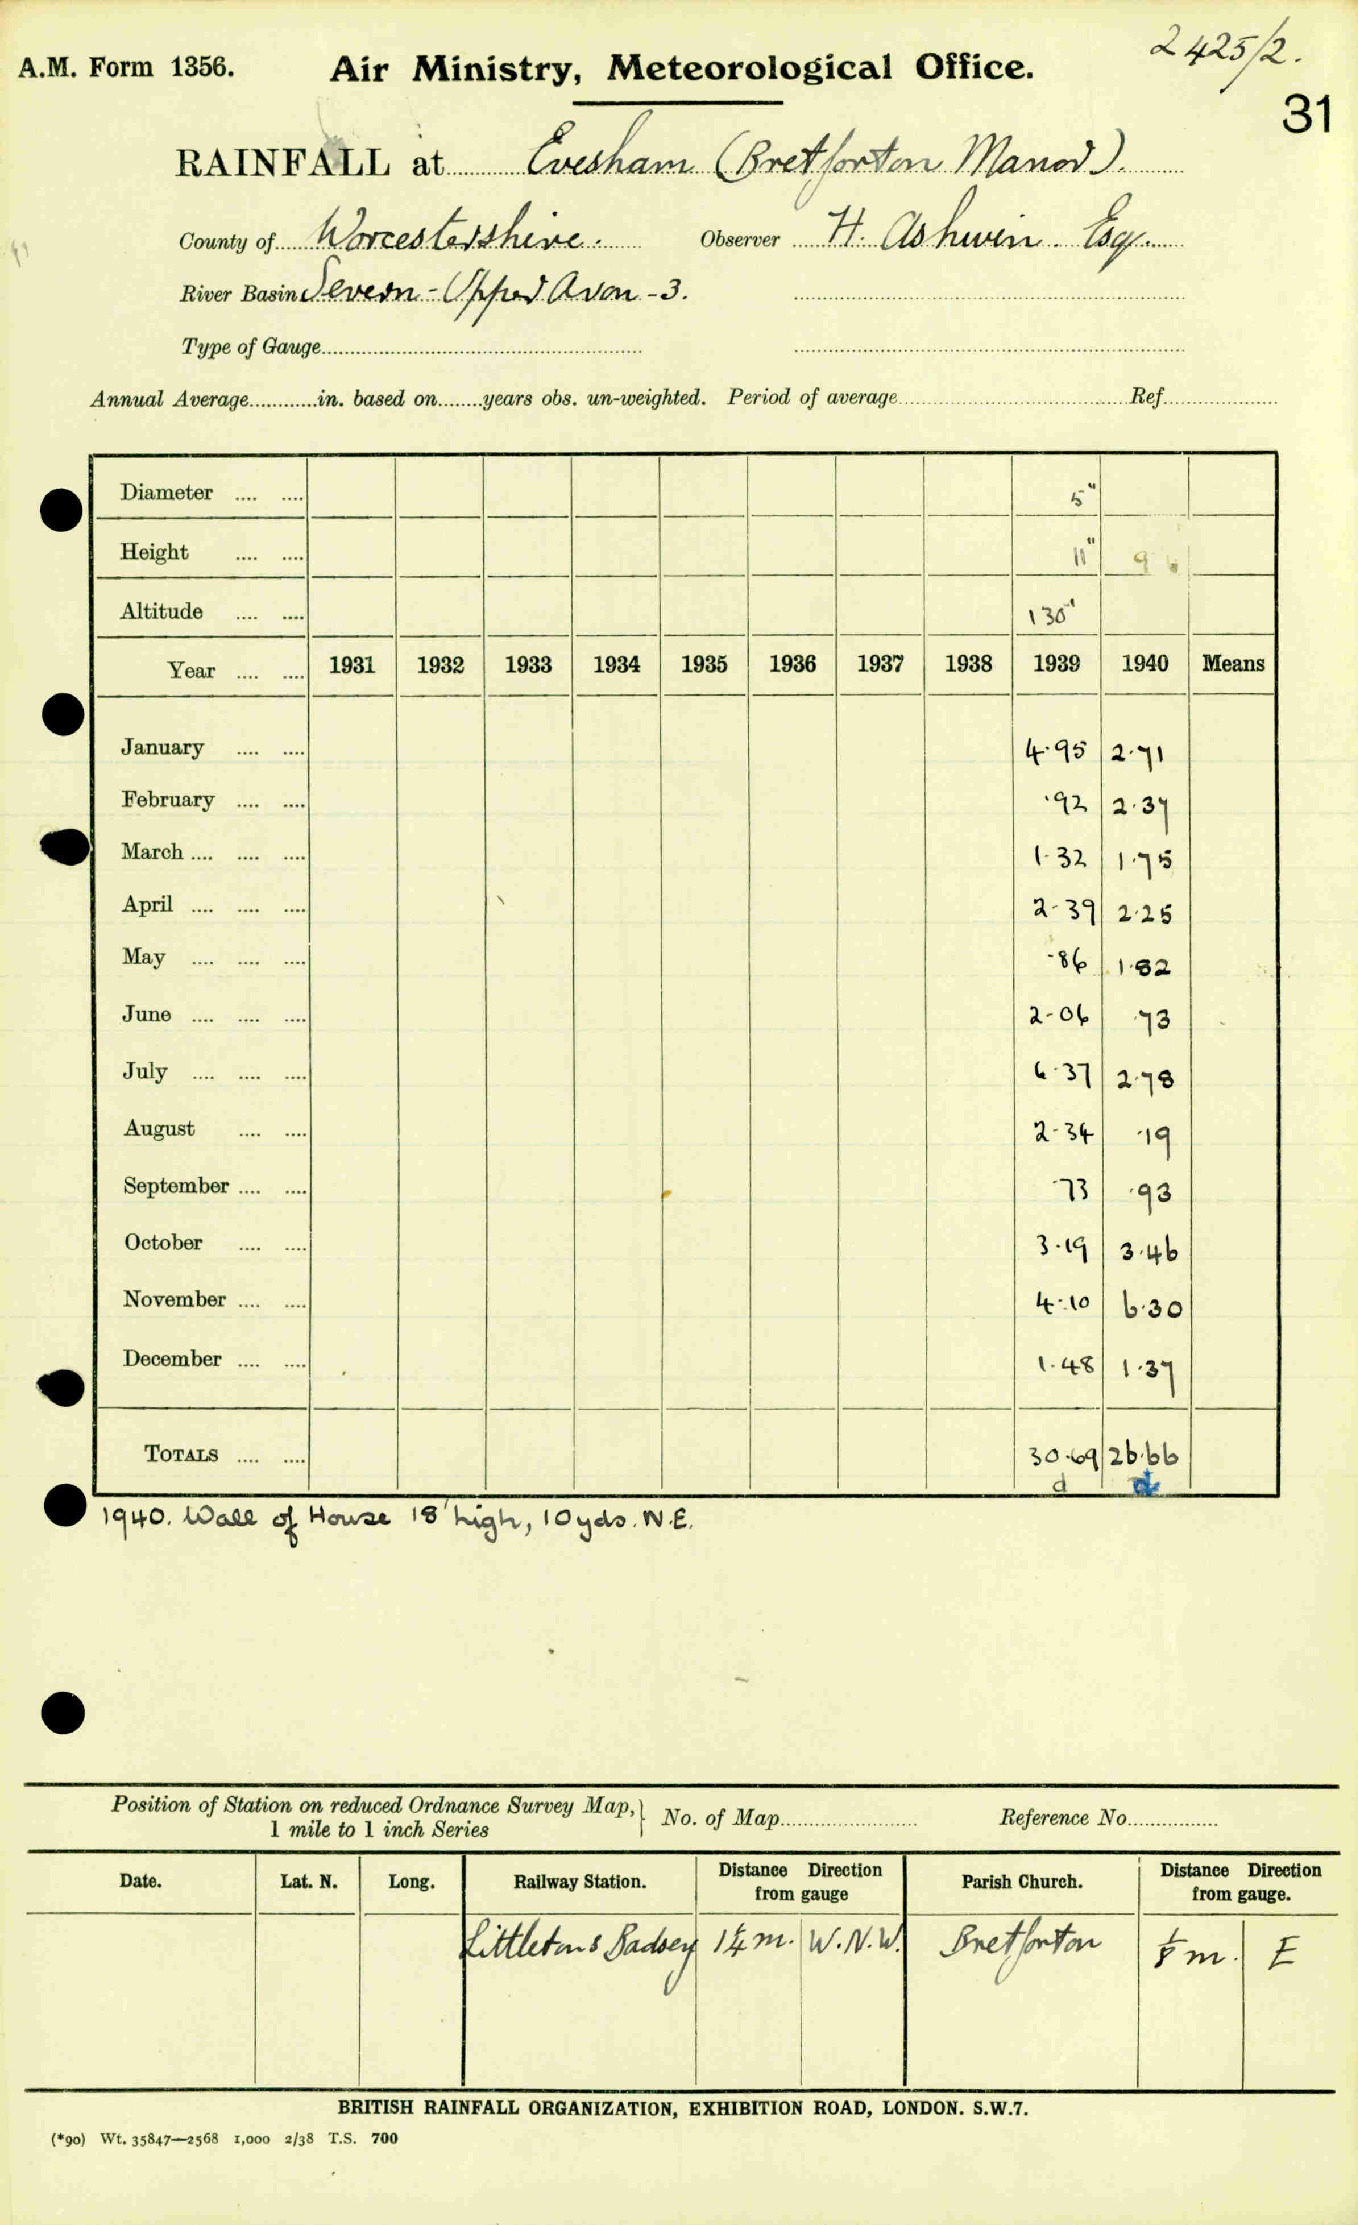 2425/2.
A.M. Form 1356. Air Ministry, Meteorological Office.
31
RAINFALL at Evesham (Bretforton Manor).
County of Worcestershire. Observer H. Ashwin Esq.
River Basin Severn - Upper Avon - 3.
Type of Gauge
Annual Average in. based on years obs. un-weighted. Period of average Ref.
Diameter 5"
Height 11"
Altitude 130'
Year 1931 1932 1933 1934 1935 1936 1937 1938 1939 1940 Means
January 4.95 2.71
February .92 2.37
March 1.32 1.75
April 2.39 2.25
May .86 1.82
June 2.06 .73
July 6.37 2.78
August 2.34 .19
September .73 .93
October 3.19 3.46
November 4.10 6.30
December 1.48 1.37
TOTALS 30.69 26.66
d d
1940. Wall of House 18' high, 10 yds. N.E.
Position of Station on reduced Ordnance Survey Map, 1 mile to 1 inch Series } No. of Map Reference No.
Date. Lat. N. Long. Railway Station. Distance Direction from gauge Parish Church. Distance Direction from gauge.
Littleton & Badsey 1¼ m. W.N.W. Bretforton ⅛ m. E
BRITISH RAINFALL ORGANIZATION, EXHIBITION ROAD, LONDON. S.W.7.
(*90) Wt. 35847—2568 1,000 2/38 T.S. 700